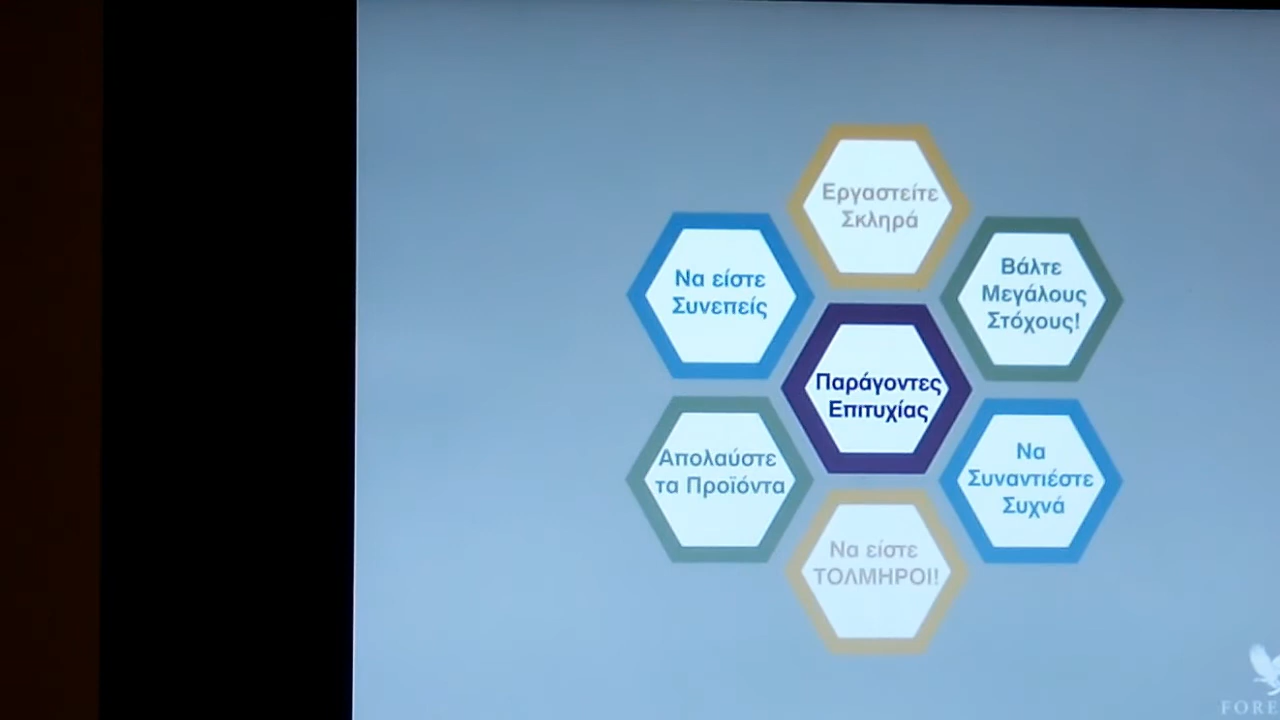 Εργαστείτε
Σκληρά
Να είστε
Συνεπείς
Βάλτε
Μεγάλους
Στόχους!
Παράγοντες
Επιτυχίας
Απολαύστε
τα Προϊόντα
Να
Συναντιέστε
Συχνά
Να είστε
ΤΟΛΜΗΡΟΙ!
FORE